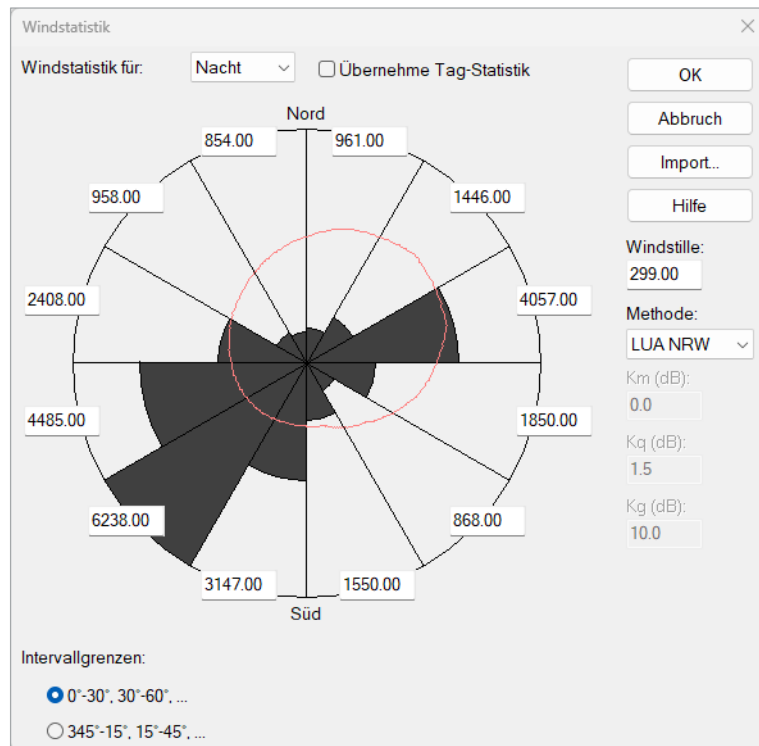 Windstatistik
Windstatistik für: Nacht Übernehme Tag-Statistik
OK
Abbruch
Import...
Hilfe
Nord
854.00 961.00
958.00 1446.00
2408.00 4057.00
4485.00 1850.00
6238.00 868.00
3147.00 1550.00
Süd
Windstille:
299.00
Methode:
LUA NRW
Km (dB):
0.0
Kq (dB):
1.5
Kg (dB):
10.0
Intervallgrenzen:
0°-30°, 30°-60°, ...
345°-15°, 15°-45°, ...